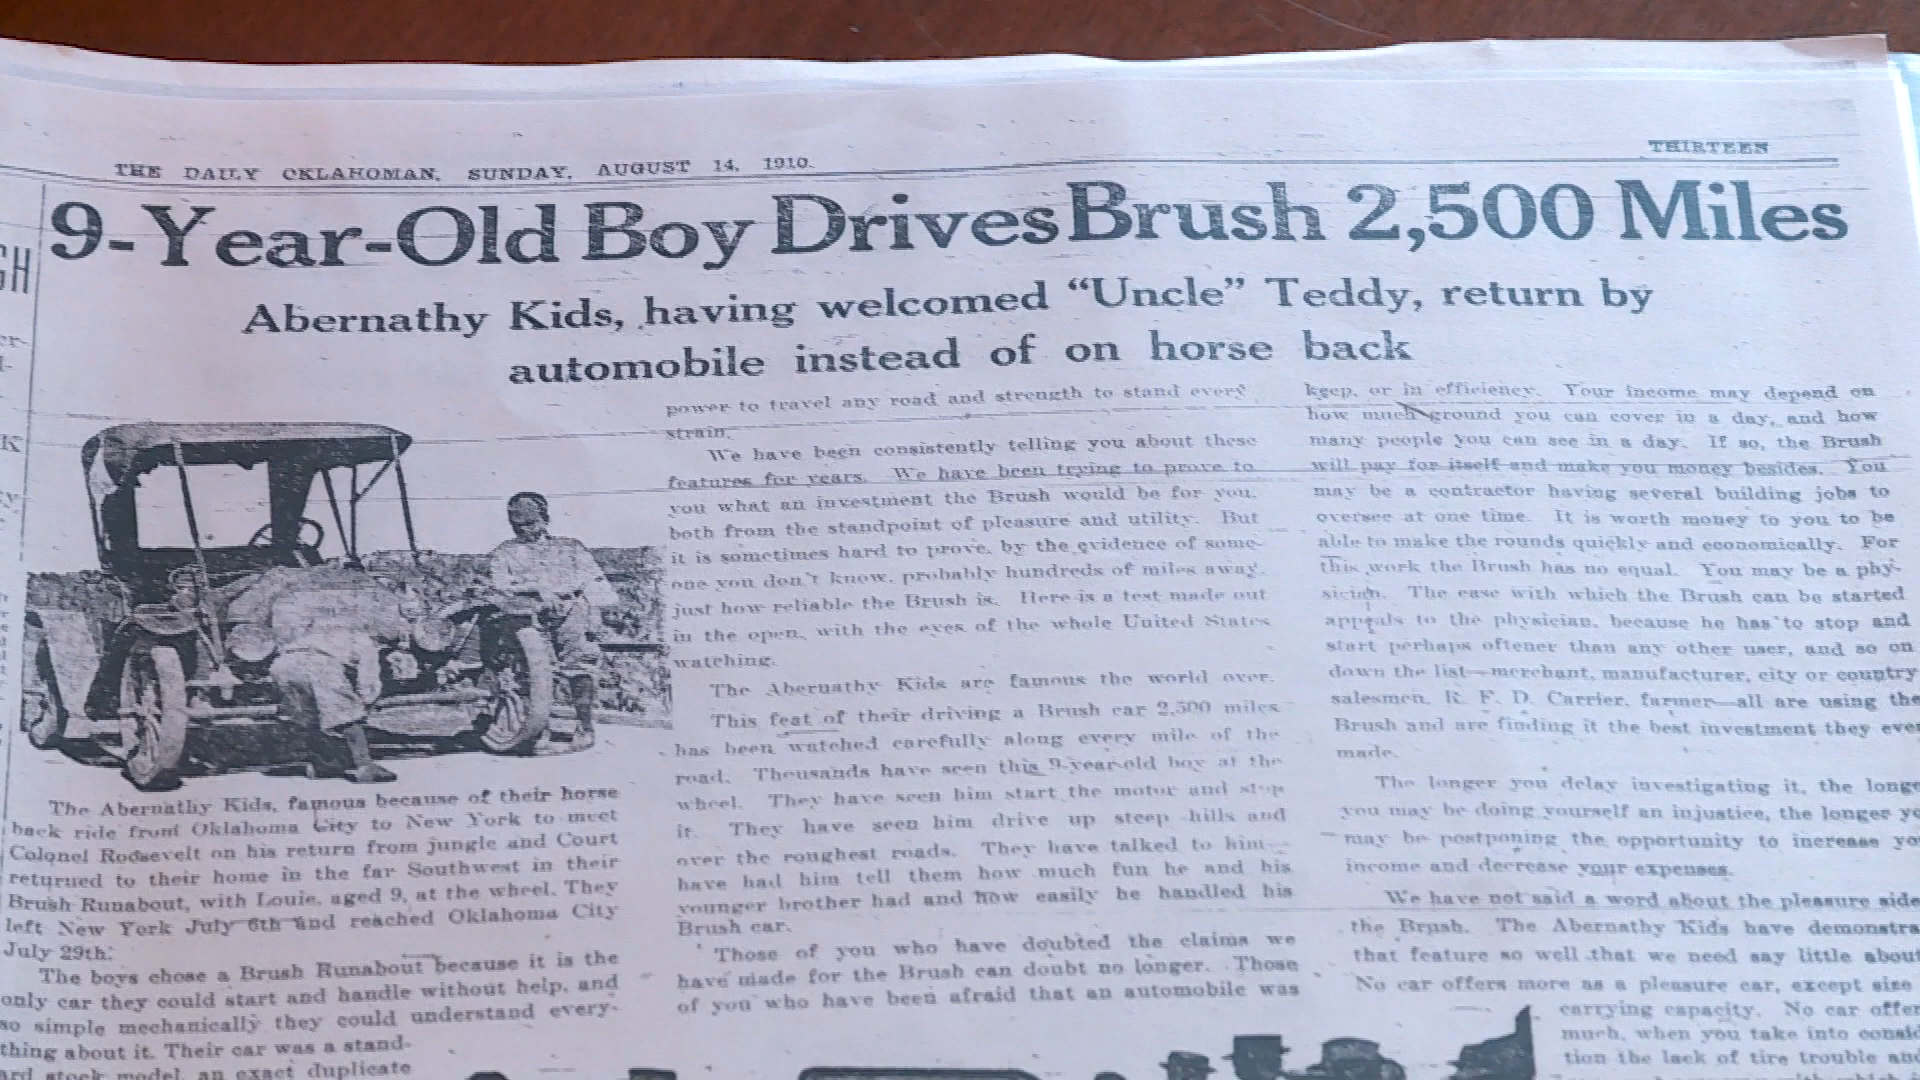 THIRTEEN
THE DAILY OKLAHOMAN, SUNDAY, AUGUST 14, 1910.
9-Year-Old Boy Drives Brush 2,500 Miles
Abernathy Kids, having welcomed “Uncle” Teddy, return by
automobile instead of on horse back
GH
The Abernathy Kids, famous because of their horse
back ride from Oklahoma City to New York to meet
Colonel Roosevelt on his return from jungle and Court
returned to their home in the far Southwest in their
Brush Runabout, with Louie, aged 9, at the wheel. They
left New York July 6th and reached Oklahoma City
July 29th.
The boys chose a Brush Runabout because it is the
only car they could start and handle without help, and
so simple mechanically they could understand every-
thing about it. Their car was a stand-
ard stock model, an exact duplicate
power to travel any road and strength to stand every
strain.
We have been consistently telling you about these
features for years. We have been trying to prove to
you what an investment the Brush would be for you,
both from the standpoint of pleasure and utility. But
it is sometimes hard to prove, by the evidence of some-
one you don't know, probably hundreds of miles away,
just how reliable the Brush is. Here is a test made out
in the open, with the eyes of the whole United States
watching.
The Abernathy Kids are famous the world over.
This feat of their driving a Brush car 2,500 miles
has been watched carefully along every mile of the
road. Thousands have seen this 9-year-old boy at the
wheel. They have seen him start the motor and stop
it. They have seen him drive up steep hills and
over the roughest roads. They have talked to him—
have had him tell them how much fun he and his
younger brother had and how easily he handled his
Brush car.
Those of you who have doubted the claims we
have made for the Brush can doubt no longer. Those
of you who have been afraid that an automobile was
keep, or in efficiency. Your income may depend on
how much ground you can cover in a day, and how
many people you can see in a day. If so, the Brush
will pay for itself and make you money besides. You
may be a contractor having several building jobs to
oversee at one time. It is worth money to you to be
able to make the rounds quickly and economically. For
this work the Brush has no equal. You may be a phy-
sician. The ease with which the Brush can be started
appeals to the physician, because he has to stop and
start perhaps oftener than any other user, and so on
down the list—merchant, manufacturer, city or country
salesmen, R. F. D. Carrier, farmer—all are using the
Brush and are finding it the best investment they ever
made.
The longer you delay investigating it, the longe
you may be doing yourself an injustice, the longer yo
may be postponing the opportunity to increase yo
income and decrease your expenses.
We have not said a word about the pleasure side
the Brush. The Abernathy Kids have demonstra
that feature so well that we need say little about
No car offers more as a pleasure car, except size
carrying capacity. No car offer
much, when you take into consid
tion the lack of tire trouble and